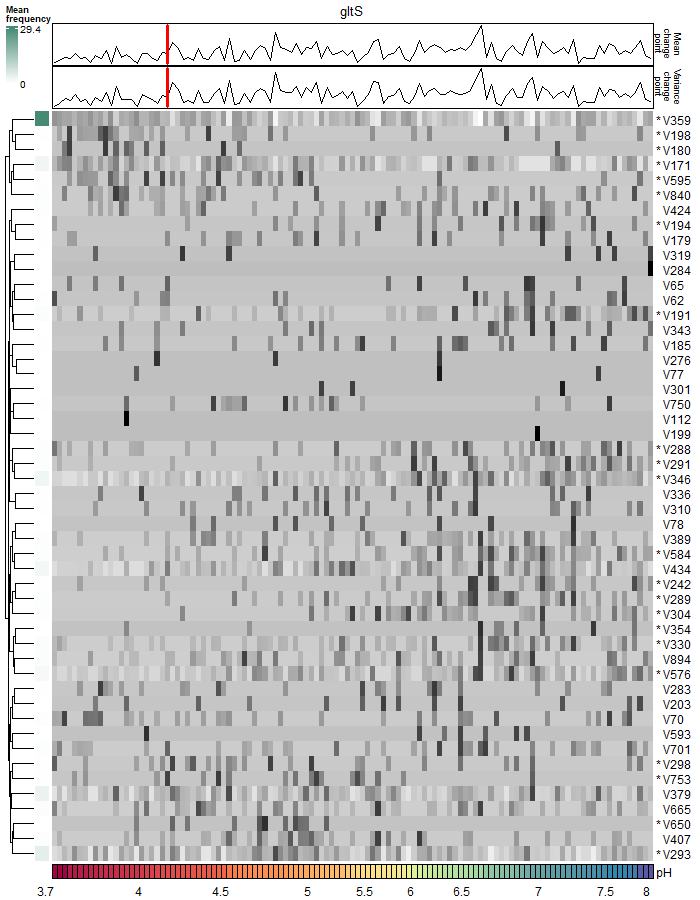 Mean
frequency
29.4
0
gltS
Mean
change
point
Variance
change
point
* V359
* V198
* V180
* V171
* V595
* V840
V424
* V194
V179
V319
V284
V65
V62
* V191
V343
V185
V276
V77
V301
V750
V112
V199
* V288
* V291
* V346
V336
V310
V78
V389
* V584
V434
* V242
* V289
* V304
* V354
* V330
V894
* V576
V283
V203
V70
V593
V701
* V298
* V753
V379
V665
* V650
V407
* V293
pH
3.7 4 4.5 5 5.5 6 6.5 7 7.5 8